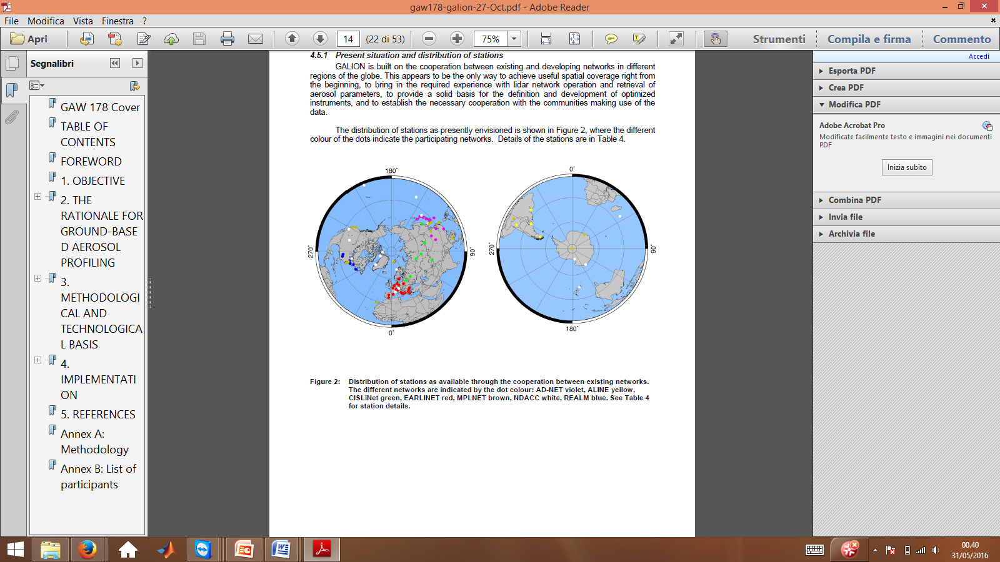 gaw178-galion-27-Oct.pdf - Adobe Reader
File Modifica Vista Finestra ?
Apri 14 (22 di 53) 75% Strumenti Compila e firma Commento
Accedi
Segnalibri
GAW 178 Cover
TABLE OF
CONTENTS
FOREWORD
1. OBJECTIVE
2. THE
RATIONALE FOR
GROUND-BASE
D AEROSOL
PROFILING
3.
METHODOLOGI
CAL AND
TECHNOLOGICA
L BASIS
4.
IMPLEMENTATI
ON
5. REFERENCES
Annex A:
Methodology
Annex B: List of
participants
4.5.1 Present situation and distribution of stations
GALION is built on the cooperation between existing and developing networks in different
regions of the globe. This appears to be the only way to achieve useful spatial coverage right from
the beginning, to bring in the required experience with lidar network operation and retrieval of
aerosol parameters, to provide a solid basis for the definition and development of optimized
instruments, and to establish the necessary cooperation with the communities making use of the
data.
The distribution of stations as presently envisioned is shown in Figure 2, where the different
colour of the dots indicate the participating networks. Details of the stations are in Table 4.
180°
270°
90°
0°
0°
270°
90°
180°
Figure 2: Distribution of stations as available through the cooperation between existing networks.
The different networks are indicated by the dot colour: AD-NET violet, ALINE yellow,
CISLiNet green, EARLINET red, MPLNET brown, NDACC white, REALM blue. See Table 4
for station details.
Esporta PDF
Crea PDF
Modifica PDF
Adobe Acrobat Pro
Modificate facilmente testo e immagini nei documenti
PDF
Inizia subito
Combina PDF
Invia file
Archivia file
00.40
31/05/2016